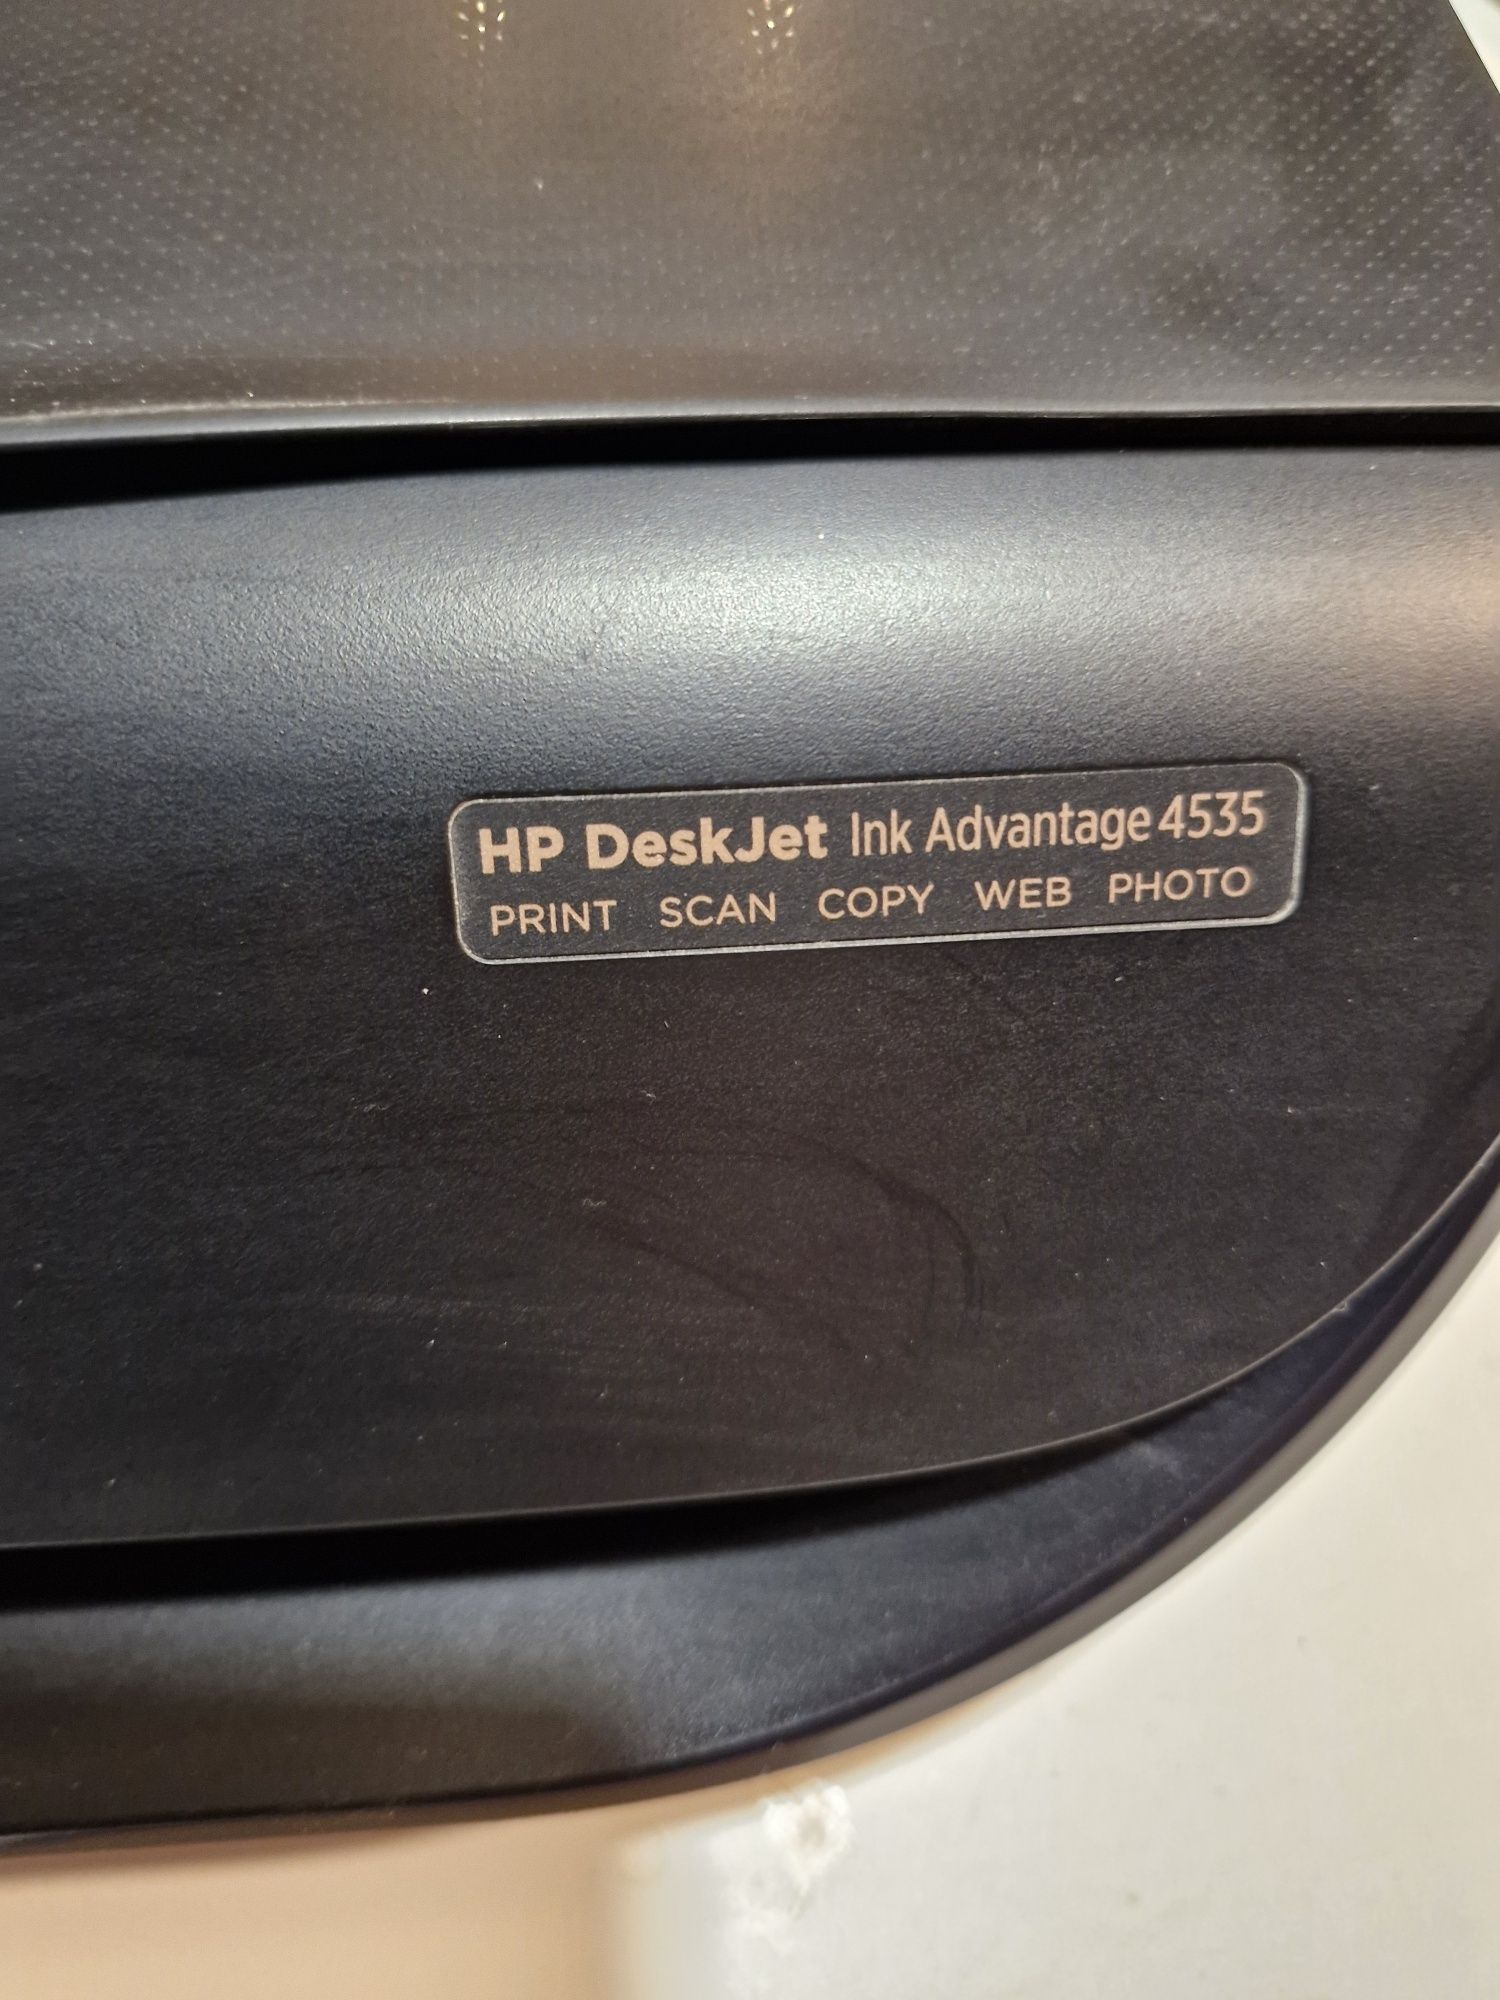 HP DeskJet Ink Advantage 4535
PRINT SCAN COPY WEB PHOTO